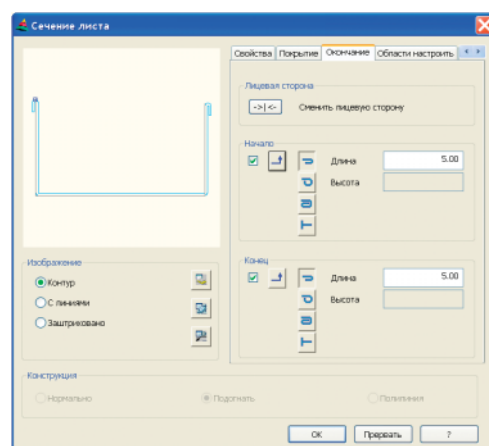 Сечение листа
Свойства Покрытие Окончание Области настроить
Лицевая сторона
->|<- Сменить лицевую сторону
Начало
Длина 5.00
Высота
Изображение
Контур
С линиями
Заштриховано
Конец
Длина 5.00
Высота
Конструкция
Нормально Подогнать Полилиния
ОК Прервать ?